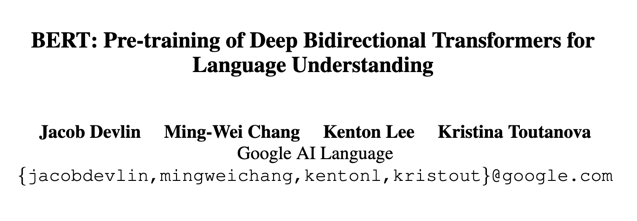 BERT: Pre-training of Deep Bidirectional Transformers for
Language Understanding
Jacob Devlin Ming-Wei Chang Kenton Lee Kristina Toutanova
Google AI Language
{jacobdevlin,mingweichang,kentonl,kristout}@google.com